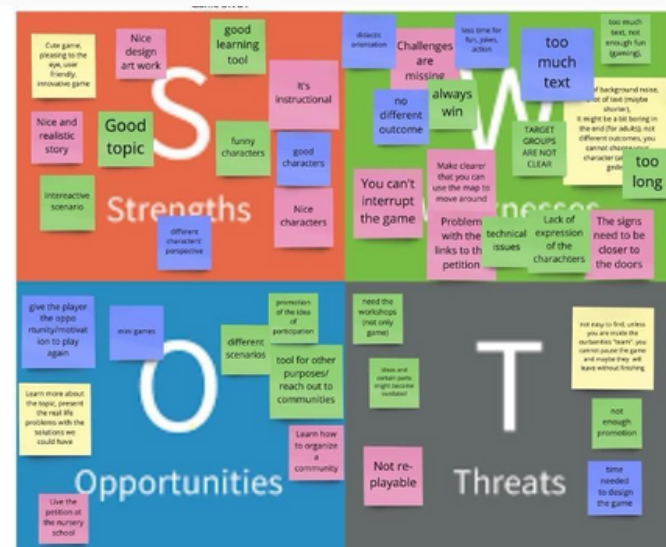 Cute game,
pleasing to the
eye, user
friendly,
innovative game
Nice
design
art work
good
learning
tool
It's
instructional
Nice and
realistic
story
Good
topic
funny
characters
good
characters
Nice
characters
intereactive
scenario
different
characters'
perspective
S
Strengths
didactic
orientation
Challenges
are
missing
less time for
fun, jokes,
action
too
much
text
too much
text, not
enough fun
(gaming),
no
different
outcome
always
win
TARGET
GROUPS
ARE NOT
CLEAR
of background noise,
lot of text (maybe
shorter),
it might be a bit boring in
the end (for adults), not
different outcomes, you
cannot choose your
character
too
long
You can't
interrupt
the game
Make clearer
that you can
use the map to
move around
Problem
with the
links to th
petition
technical
issues
Lack of
expression
of the
charachters
The signs
need to be
closer to
the doors
W
nesses
give the player
the oppo
rtunity/motivat
ion to play
again
mini games
promotion
of the idea
of
participation
different
scenarios
tool for other
purposes/
reach out to
communities
Learn more about
the topic, present
the real life
problems with the
solutions we
could have
Learn how
to organize
a
community
Live the
petition at
the nursery
school
O
Opportunities
need the
workshops
(not only
game)
ideas and
certain parts
might become
outdated
not easy to find, unless
you are inside the
ourbanities "team". you
cannot pause the game
and maybe they will
leave without finishing
not
enough
promotion
Not re-
playable
time
needed
to design
the game
T
Threats